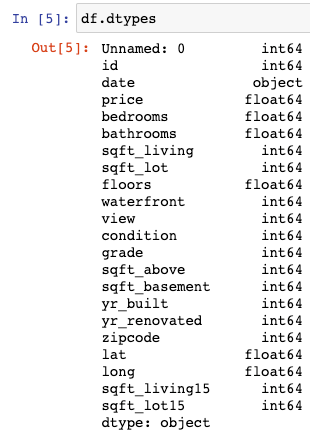 In [5]: df.dtypes
Out[5]: Unnamed: 0 int64
id int64
date object
price float64
bedrooms float64
bathrooms float64
sqft_living int64
sqft_lot int64
floors float64
waterfront int64
view int64
condition int64
grade int64
sqft_above int64
sqft_basement int64
yr_built int64
yr_renovated int64
zipcode int64
lat float64
long float64
sqft_living15 int64
sqft_lot15 int64
dtype: object